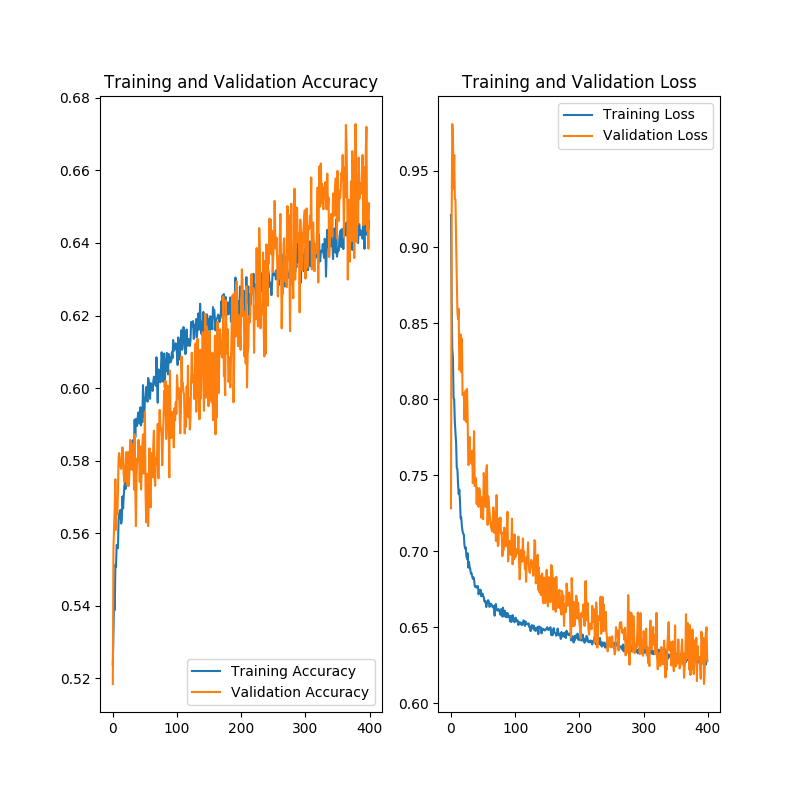 Training and Validation Accuracy
0.68
0.66
0.64
0.62
0.60
0.58
0.56
0.54
0.52
0 100 200 300 400
Training Accuracy
Validation Accuracy
Training and Validation Loss
Training Loss
Validation Loss
0.95
0.90
0.85
0.80
0.75
0.70
0.65
0.60
0 100 200 300 400